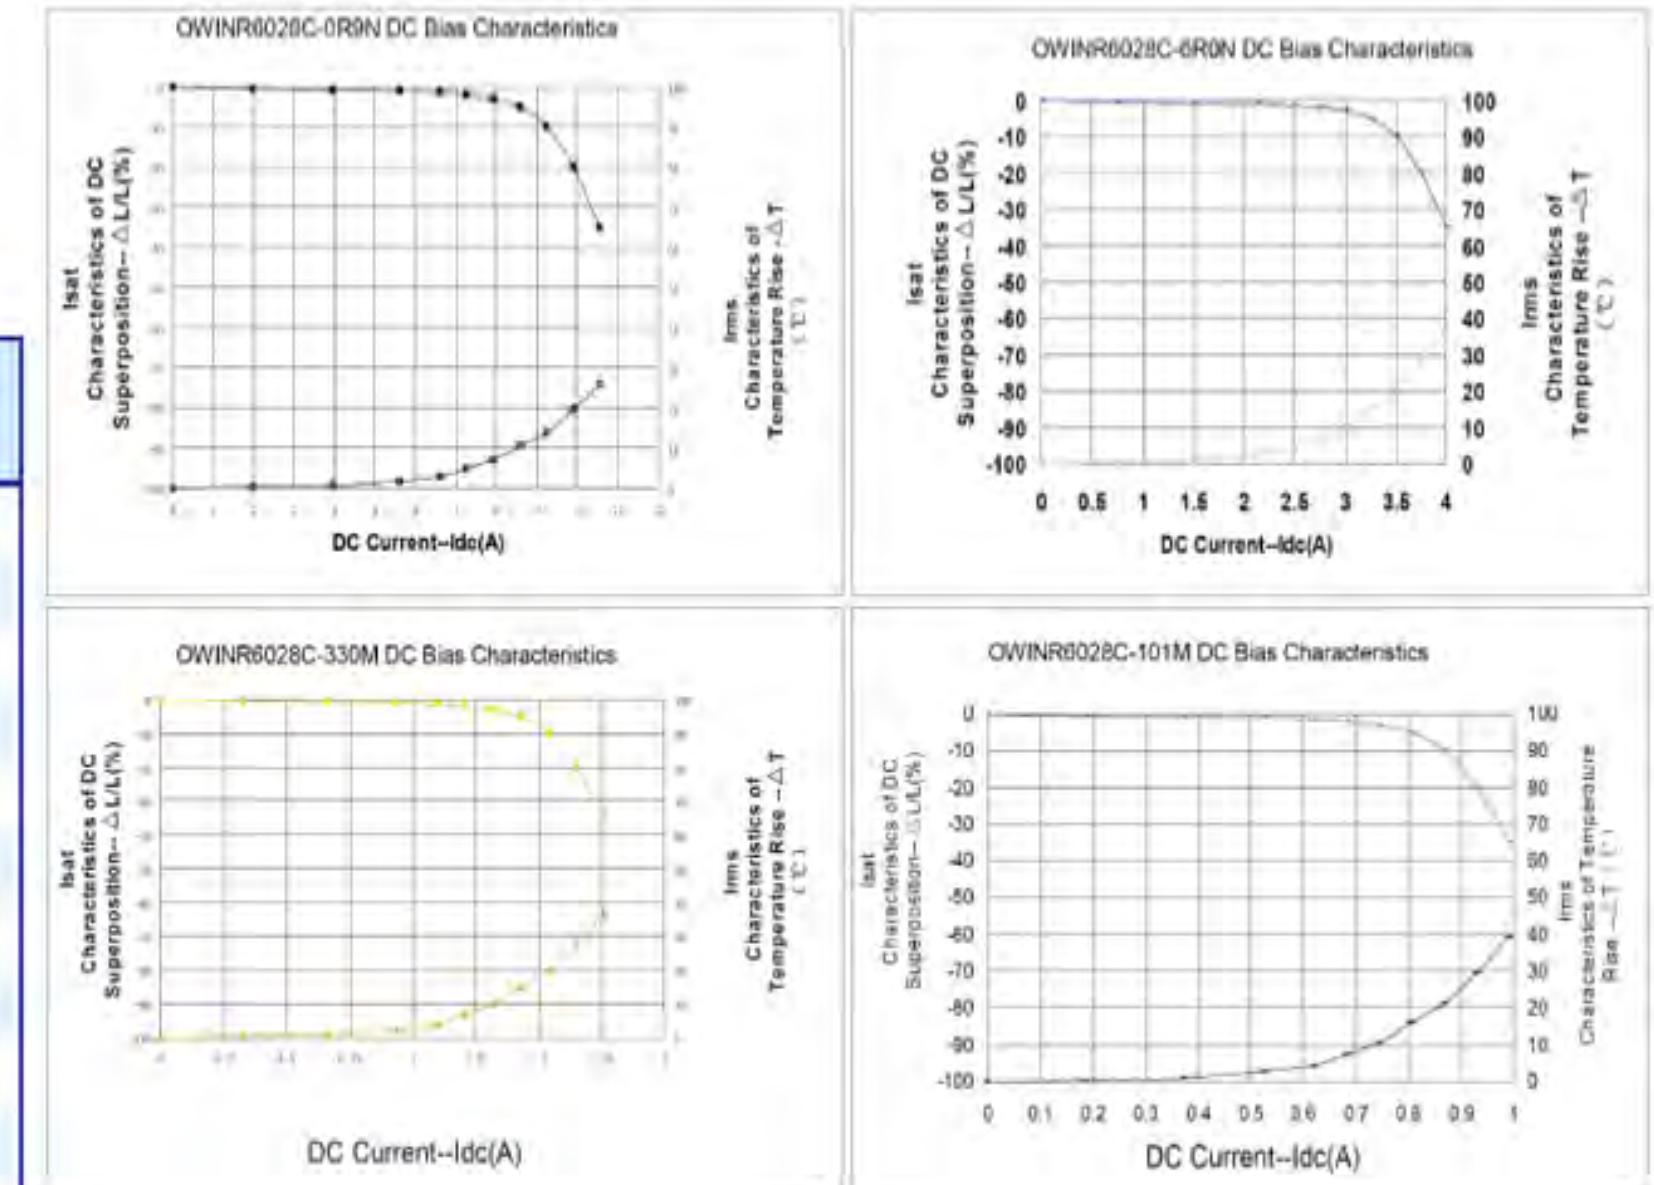 OWINR6028C-0R9N DC Bias Characteristics
Isat
Characteristics of DC
Superposition-- △ L/L(%)
Irms
Characteristics of
Temperature Rise -△T
(℃)
DC Current--Idc(A)
OWINR6028C-6R0N DC Bias Characteristics
Isat
Characteristics of DC
Superposition-- △ L/L(%)
0
-10
-20
-30
-40
-50
-60
-70
-80
-90
-100
100
90
80
70
60
50
40
30
20
10
0
Irms
Characteristics of
Temperature Rise --△T
(℃)
0 0.5 1 1.5 2 2.5 3 3.5 4
DC Current--Idc(A)
OWINR6028C-330M DC Bias Characteristics
Isat
Characteristics of DC
Superposition-- △L/L(%)
Irms
Characteristics of
Temperature Rise --△T
(℃)
DC Current--Idc(A)
OWINR6028C-101M DC Bias Characteristics
Isat
Characteristics of DC
Superposition-- △L/L(%)
0
-10
-20
-30
-40
-50
-60
-70
-80
-90
-100
100
90
80
70
60
50
40
30
20
10
0
Irms
Characteristics of Temperature
Rise --△T (℃)
0 0.1 0.2 0.3 0.4 0.5 0.6 0.7 0.8 0.9 1
DC Current--Idc(A)